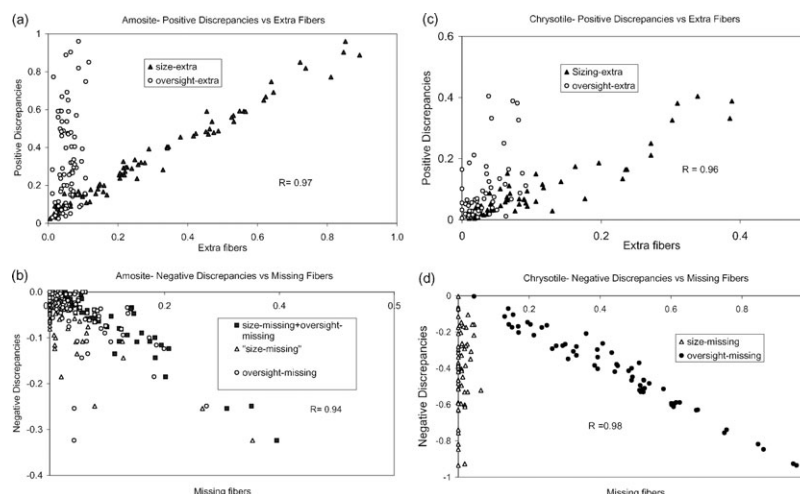 (a)
Amosite- Positive Discrepancies vs Extra Fibers
Positive Discrepancies
1
0.8
0.6
0.4
0.2
0
size-extra
oversight-extra
R= 0.97
0.0 0.2 0.4 0.6 0.8 1.0
Extra fibers
(c)
Chrysotile- Positive Discrepancies vs Extra Fibers
Positive Discrepancies
0.6
0.4
0.2
0
Sizing-extra
oversight-extra
R = 0.96
0 0.2 0.4
Extra fibers
(b)
Amosite- Negative Discrepancies vs Missing Fibers
Negative Discrepancies
0.2 0.5
0.0
-0.1
-0.2
-0.3
-0.4
size-missing+oversight-
missing
"size-missing"
oversight-missing
R= 0.94
Missing fibers
(d)
Chrysotile- Negative Discrepancies vs Missing Fibers
Negative Discrepancies
0.2 0.4 0.6 0.8
0
-0.2
-0.4
-0.6
-0.8
-1
size-missing
oversight-missing
R =0.98
Missing fibers